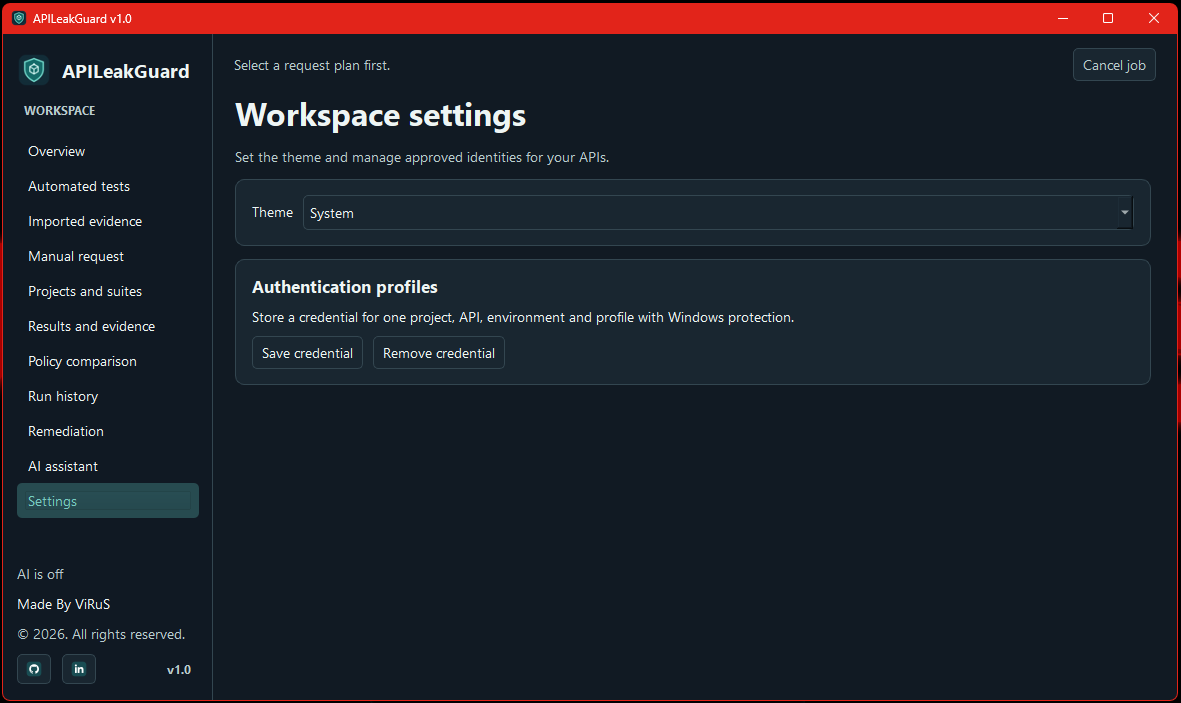 APILeakGuard v1.0
APILeakGuard
WORKSPACE
Overview
Automated tests
Imported evidence
Manual request
Projects and suites
Results and evidence
Policy comparison
Run history
Remediation
AI assistant
Settings
AI is off
Made By ViRuS
© 2026. All rights reserved.
in
v1.0
Select a request plan first.
Cancel job
Workspace settings
Set the theme and manage approved identities for your APIs.
Theme System
Authentication profiles
Store a credential for one project, API, environment and profile with Windows protection.
Save credential Remove credential